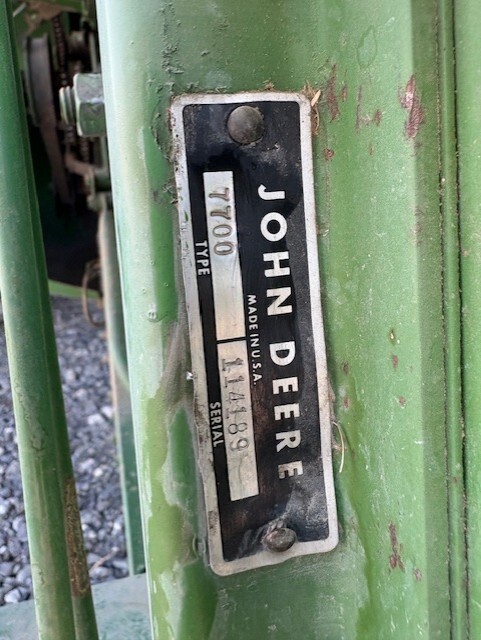 JOHN DEERE
MADE IN U.S.A.
7700 114189
TYPE SERIAL